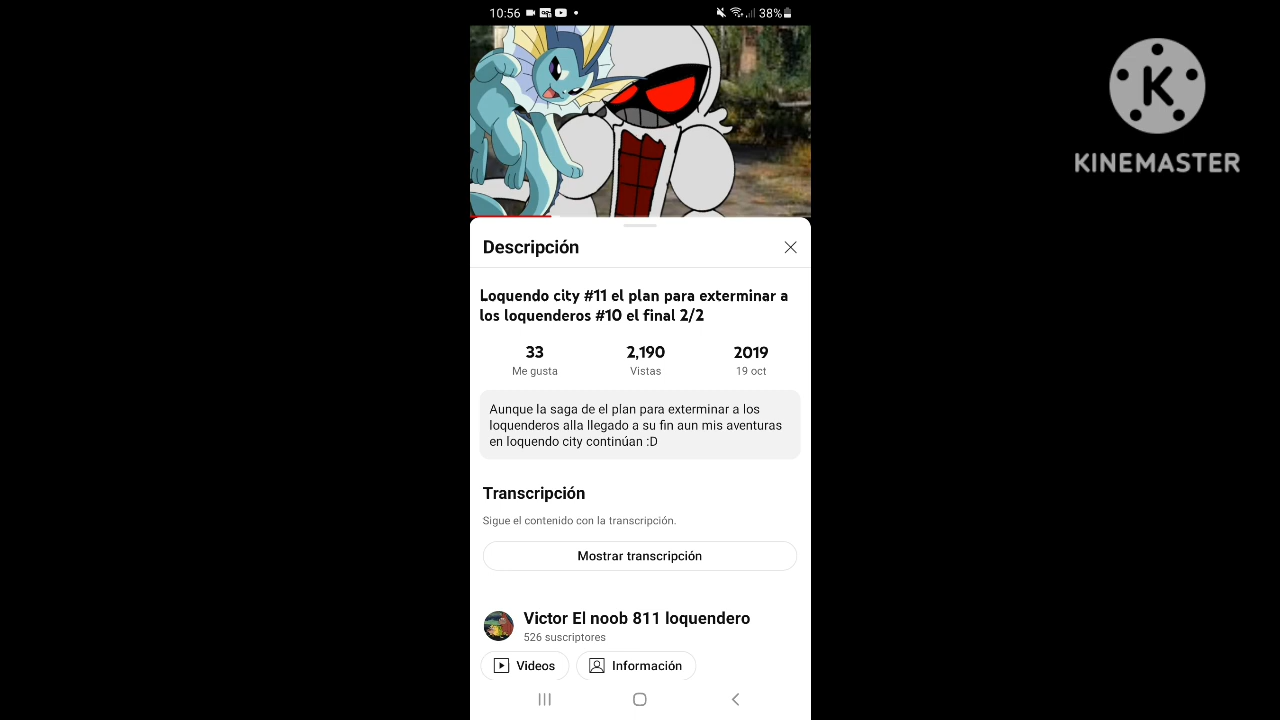 10:56
38%
KINEMASTER
Descripción
Loquendo city #11 el plan para exterminar a
los loquenderos #10 el final 2/2
33 2,190 2019
Me gusta Vistas 19 oct
Aunque la saga de el plan para exterminar a los
loquenderos alla llegado a su fin aun mis aventuras
en loquendo city continúan :D
Transcripción
Sigue el contenido con la transcripción.
Mostrar transcripción
Victor El noob 811 loquendero
526 suscriptores
Videos Información